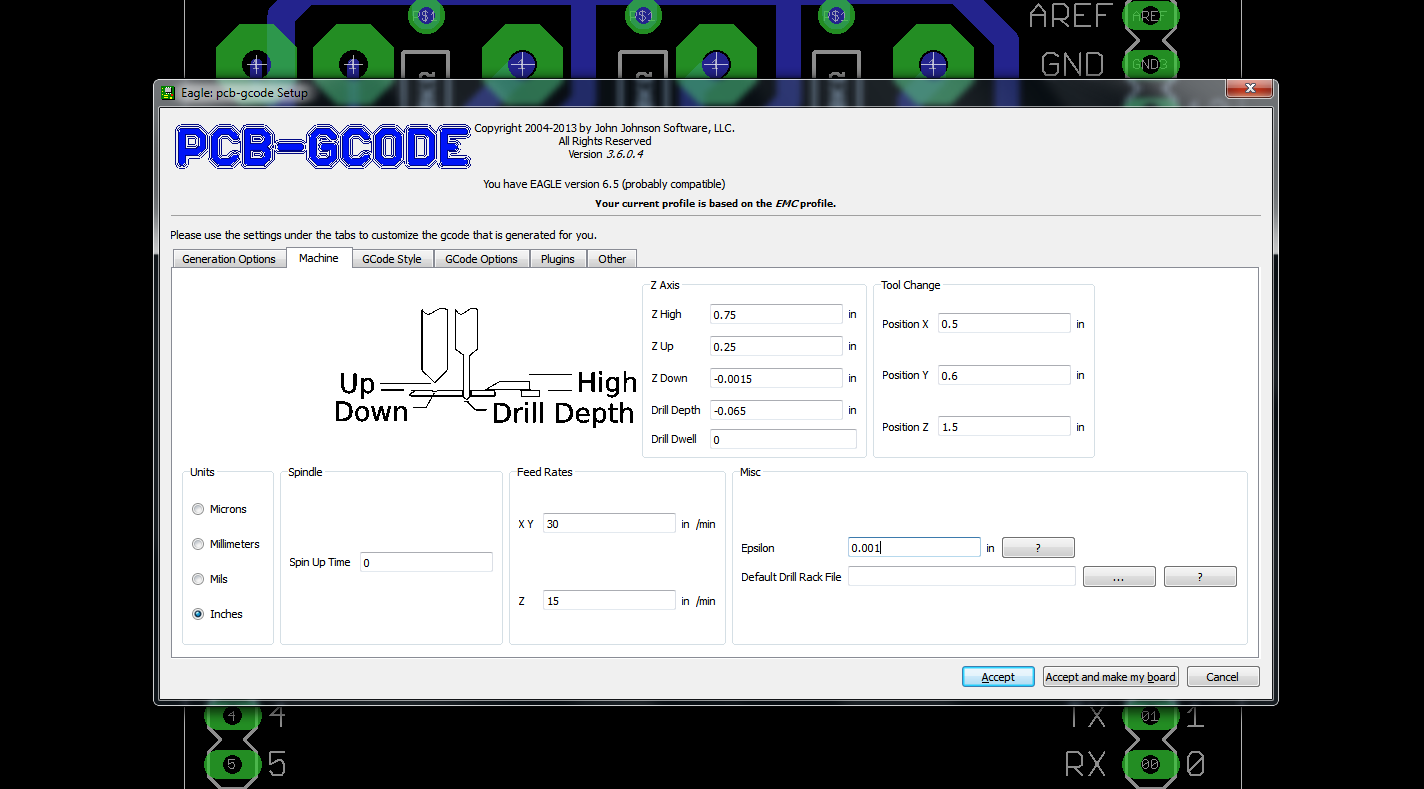 R$1 R$1 R$1 AREF AREF
1 1 1 1 1 GND GND3
Eagle: pcb-gcode Setup
PCB-GCODE
Copyright 2004-2013 by John Johnson Software, LLC.
All Rights Reserved
Version 3.6.0.4
You have EAGLE version 6.5 (probably compatible)
Your current profile is based on the EMC profile.
Please use the settings under the tabs to customize the gcode that is generated for you.
Generation Options Machine GCode Style GCode Options Plugins Other
Up
Down
High
Drill Depth
Z Axis
Z High 0.75 in
Z Up 0.25 in
Z Down -0.0015 in
Drill Depth -0.065 in
Drill Dwell 0
Tool Change
Position X 0.5 in
Position Y 0.6 in
Position Z 1.5 in
Units
Microns
Millimeters
Mils
Inches
Spindle
Spin Up Time 0
Feed Rates
X Y 30 in /min
Z 15 in /min
Misc
Epsilon 0.001 in ?
Default Drill Rack File ... ?
Accept Accept and make my board Cancel
4 4 TX 01 1
5 5 RX 00 0